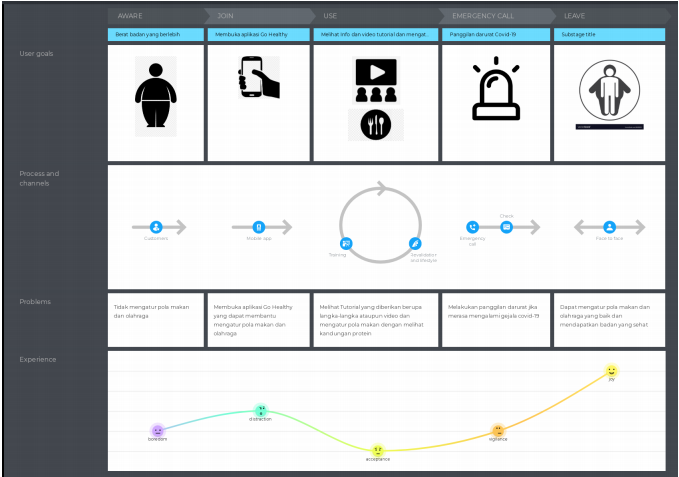 AWARE
JOIN
USE
EMERGENCY CALL
LEAVE
Berat badan yang berlebih
Membuka aplikasi Go Healthy
Melihat info dan video tutorial dan mengat..
Panggilan darurat Covid-19
Substage title
User goals
Process and
channels
Customers
Mobile app
Training
and lifestyle
Emergency
call
Check
Face to face
Problems
Tidak mengatur pola makan
dan olahraga
Membuka aplikasi Go Healthy
yang dapat membantu
mengatur pola makan dan
olahraga
Melihat Tutorial yang diberikan berupa
langka-langka ataupun video dan
mengatur pola makan dengan melihat
kandungan protein
Melakukan panggilan darurat jika
merasa mengalami gejala covid-19
Dapat mengatur pola makan dan
olahraga yang baik dan
mendapatkan badan yang sehat
Experience
boredom
distraction
acceptance
vigilance
joy